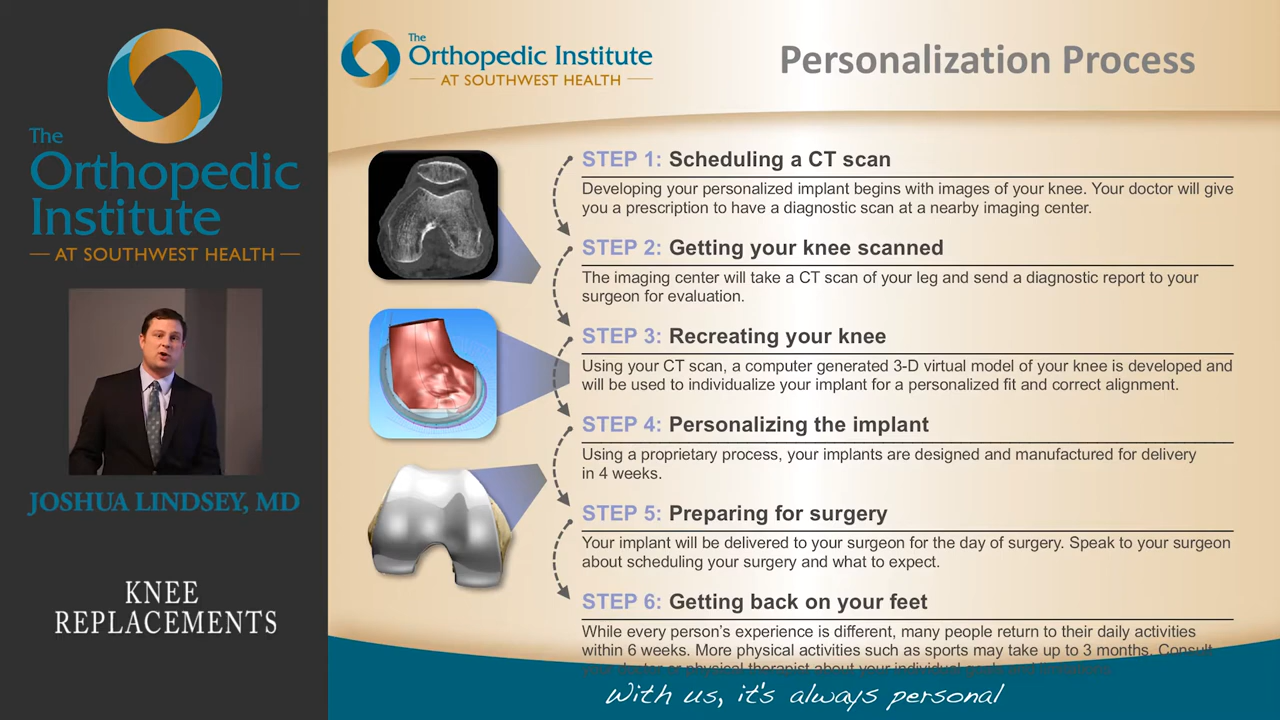 The
Orthopedic
Institute
AT SOUTHWEST HEALTH
JOSHUA LINDSEY, MD
KNEE
REPLACEMENTS
The
Orthopedic Institute
AT SOUTHWEST HEALTH
Personalization Process
STEP 1: Scheduling a CT scan
Developing your personalized implant begins with images of your knee. Your doctor will give
you a prescription to have a diagnostic scan at a nearby imaging center.
STEP 2: Getting your knee scanned
The imaging center will take a CT scan of your leg and send a diagnostic report to your
surgeon for evaluation.
STEP 3: Recreating your knee
Using your CT scan, a computer generated 3-D virtual model of your knee is developed and
will be used to individualize your implant for a personalized fit and correct alignment.
STEP 4: Personalizing the implant
Using a proprietary process, your implants are designed and manufactured for delivery
in 4 weeks.
STEP 5: Preparing for surgery
Your implant will be delivered to your surgeon for the day of surgery. Speak to your surgeon
about scheduling your surgery and what to expect.
STEP 6: Getting back on your feet
While every person's experience is different, many people return to their daily activities
within 6 weeks. More physical activities such as sports may take up to 3 months. Consult
your doctor or physical therapist about your individual goals and
With us, it's always personal